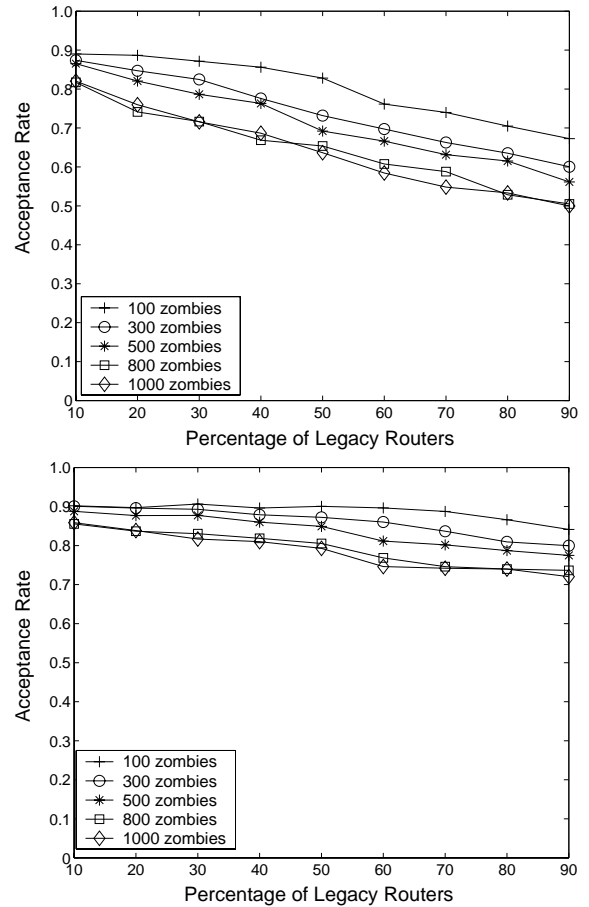 1.0
0.9
0.8
0.7
0.6
0.5
0.4
0.3
0.2
0.1
0
Acceptance Rate
100 zombies
300 zombies
500 zombies
800 zombies
1000 zombies
10 20 30 40 50 60 70 80 90
Percentage of Legacy Routers
1.0
0.9
0.8
0.7
0.6
0.5
0.4
0.3
0.2
0.1
0
Acceptance Rate
100 zombies
300 zombies
500 zombies
800 zombies
1000 zombies
10 20 30 40 50 60 70 80 90
Percentage of Legacy Routers